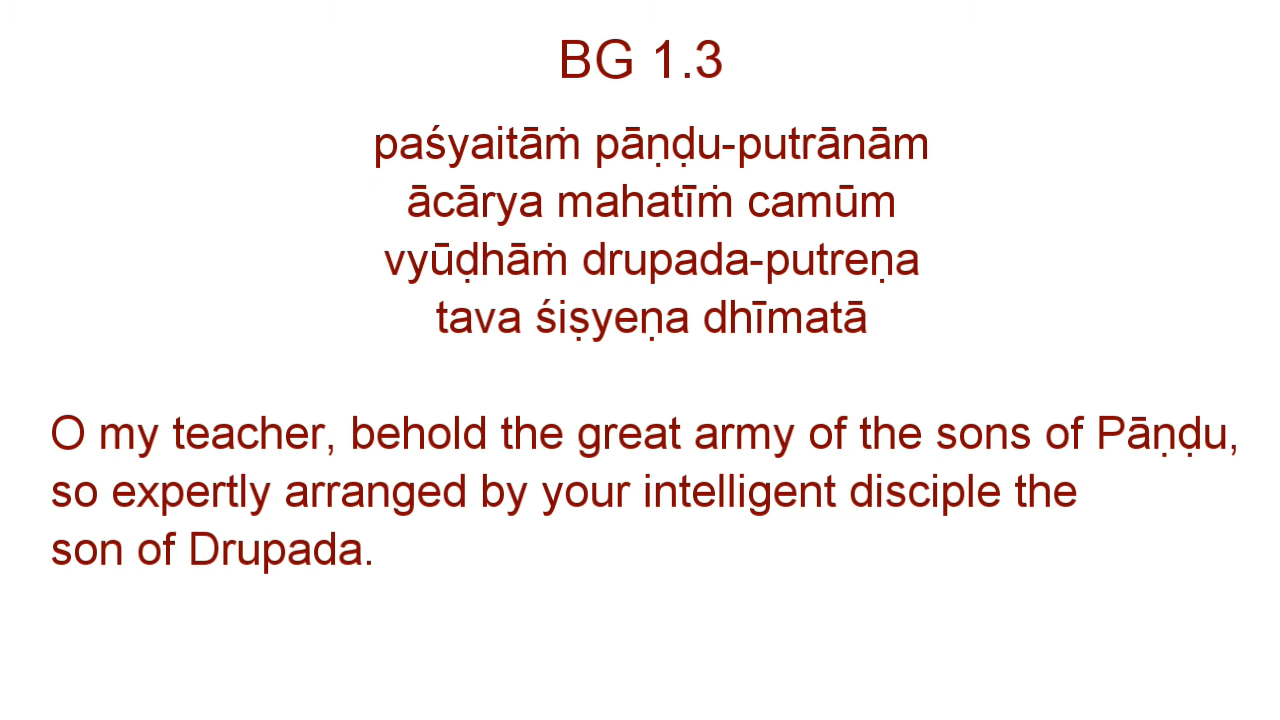 BG 1.3
paśyaitāṁ pāṇḍu-putrānām
ācārya mahatīṁ camūm
vyūḍhāṁ drupada-putreṇa
tava śiṣyeṇa dhīmatā
O my teacher, behold the great army of the sons of Pāṇḍu,
so expertly arranged by your intelligent disciple the
son of Drupada.